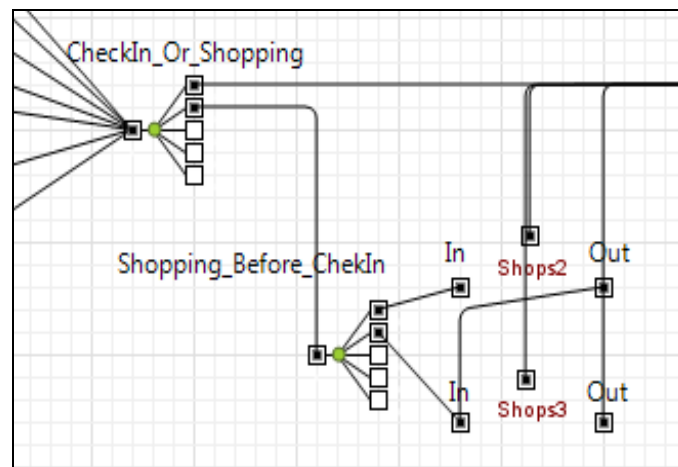 CheckIn_Or_Shopping
Shopping_Before_ChekIn
In
Shops2
Out
In
Shops3
Out